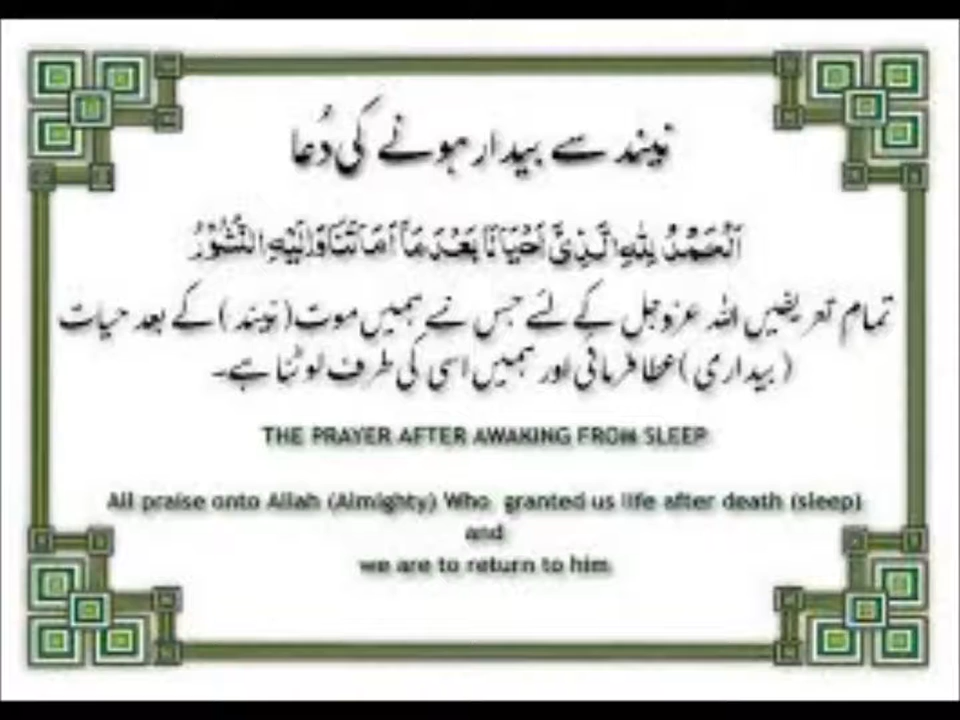 نیند سے بیدار ہونے کی دُعا
اَلْحَمْدُ لِلّٰهِ الَّذِیْۤ اَحْیَانَا بَعْدَ مَاۤ اَمَاتَنَا وَاِلَیْهِ النُّشُوْرُ
تمام تعریفیں اللہ عزوجل کے لئے جس نے ہمیں موت (نیند) کے بعد حیات
(بیداری) عطا فرمائی اور ہمیں اسی کی طرف لوٹنا ہے۔
THE PRAYER AFTER AWAKING FROM SLEEP
All praise onto Allah (Almighty) Who granted us life after death (sleep)
and
we are to return to him